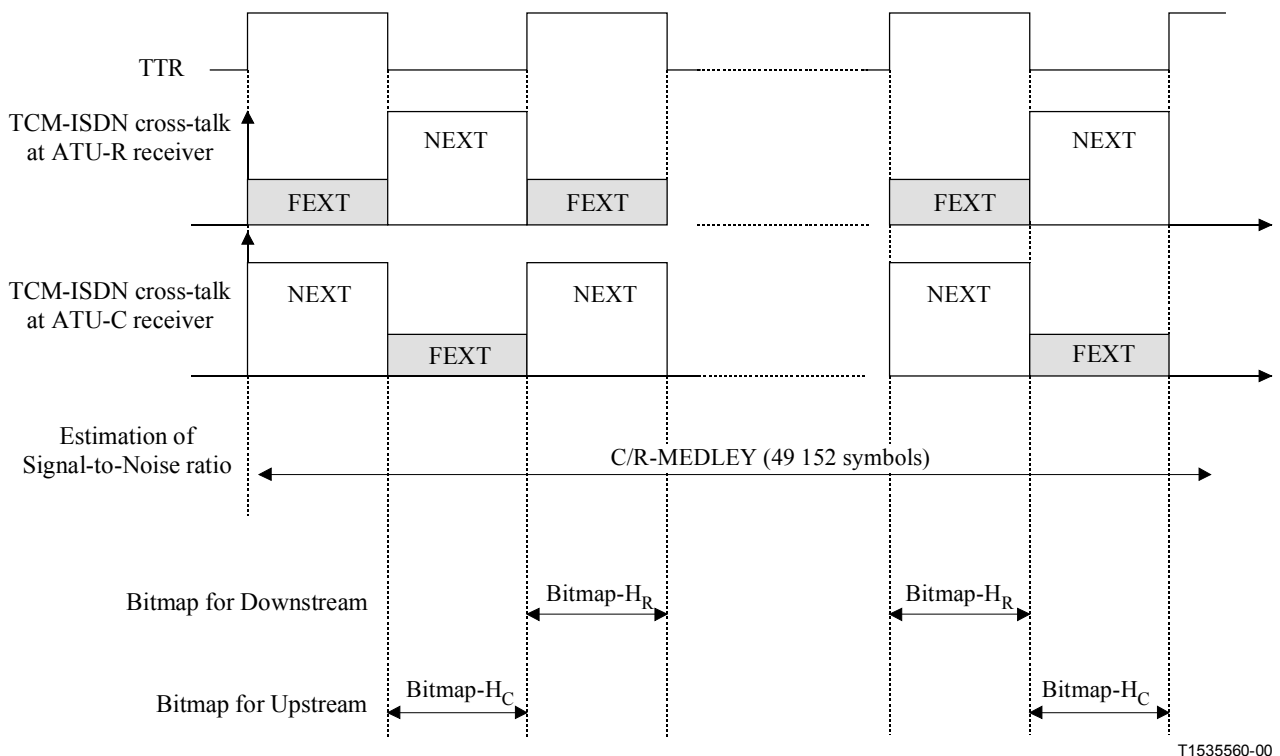 TTR
TCM-ISDN cross-talk
at ATU-R receiver
NEXT
NEXT
FEXT
FEXT
FEXT
TCM-ISDN cross-talk
at ATU-C receiver
NEXT
NEXT
NEXT
FEXT
FEXT
Estimation of
Signal-to-Noise ratio
C/R-MEDLEY (49 152 symbols)
Bitmap for Downstream
Bitmap-HR
Bitmap-HR
Bitmap for Upstream
Bitmap-HC
Bitmap-HC
T1535560-00